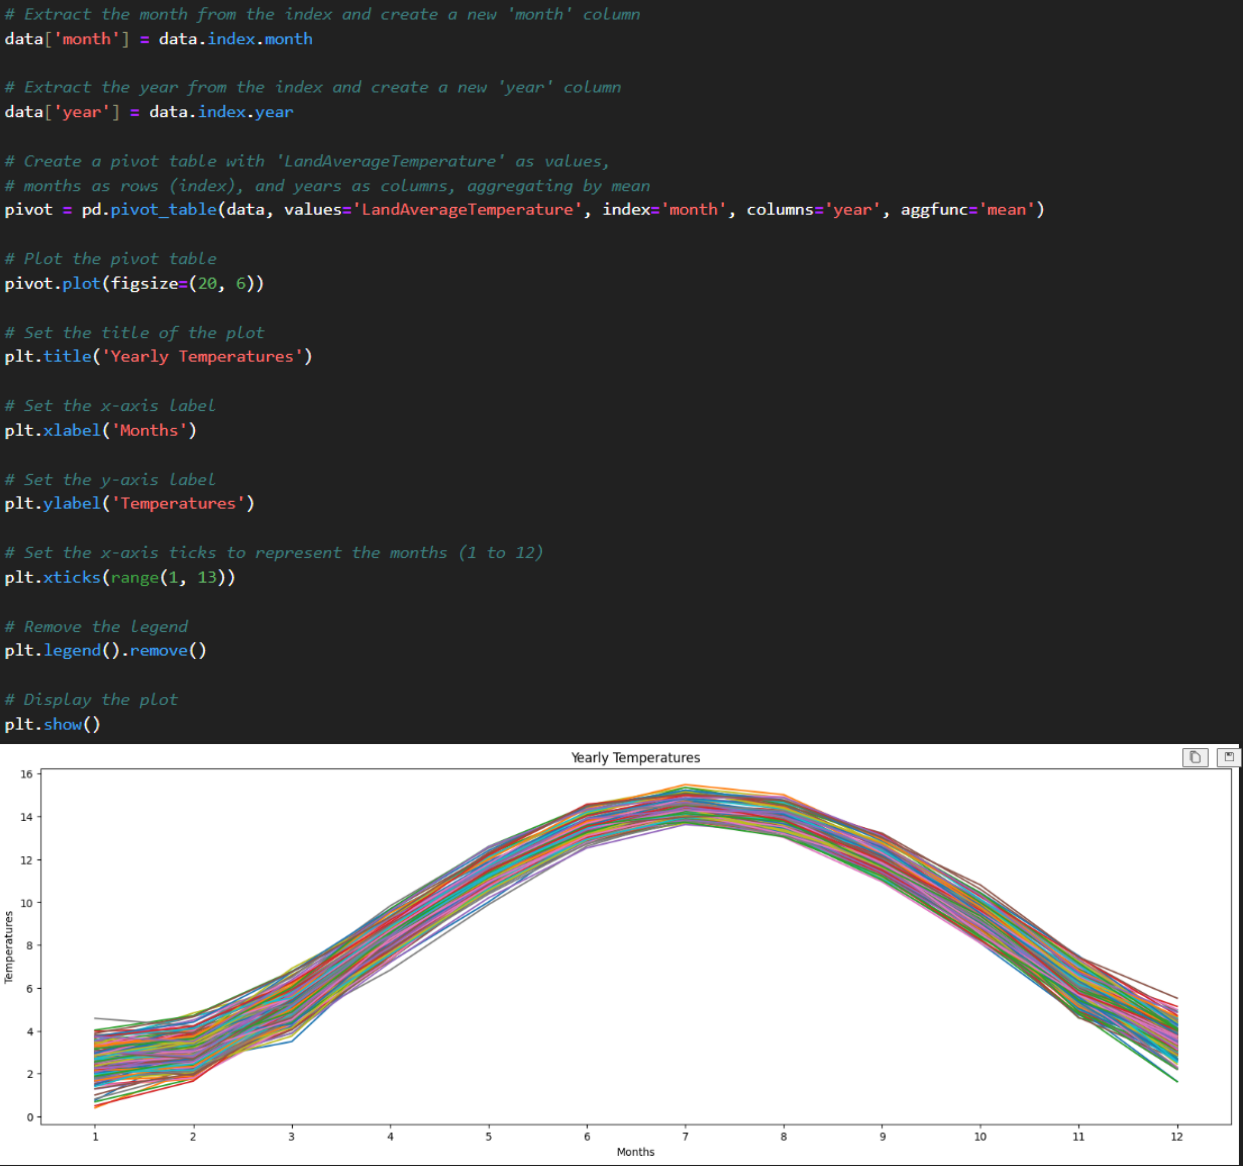 # Extract the month from the index and create a new 'month' column
data['month'] = data.index.month
# Extract the year from the index and create a new 'year' column
data['year'] = data.index.year
# Create a pivot table with 'LandAverageTemperature' as values,
# months as rows (index), and years as columns, aggregating by mean
pivot = pd.pivot_table(data, values='LandAverageTemperature', index='month', columns='year', aggfunc='mean')
# Plot the pivot table
pivot.plot(figsize=(20, 6))
# Set the title of the plot
plt.title('Yearly Temperatures')
# Set the x-axis label
plt.xlabel('Months')
# Set the y-axis label
plt.ylabel('Temperatures')
# Set the x-axis ticks to represent the months (1 to 12)
plt.xticks(range(1, 13))
# Remove the legend
plt.legend().remove()
# Display the plot
plt.show()
Yearly Temperatures
16
14
12
10
8
6
4
2
0
Temperatures
1 2 3 4 5 6 7 8 9 10 11 12
Months